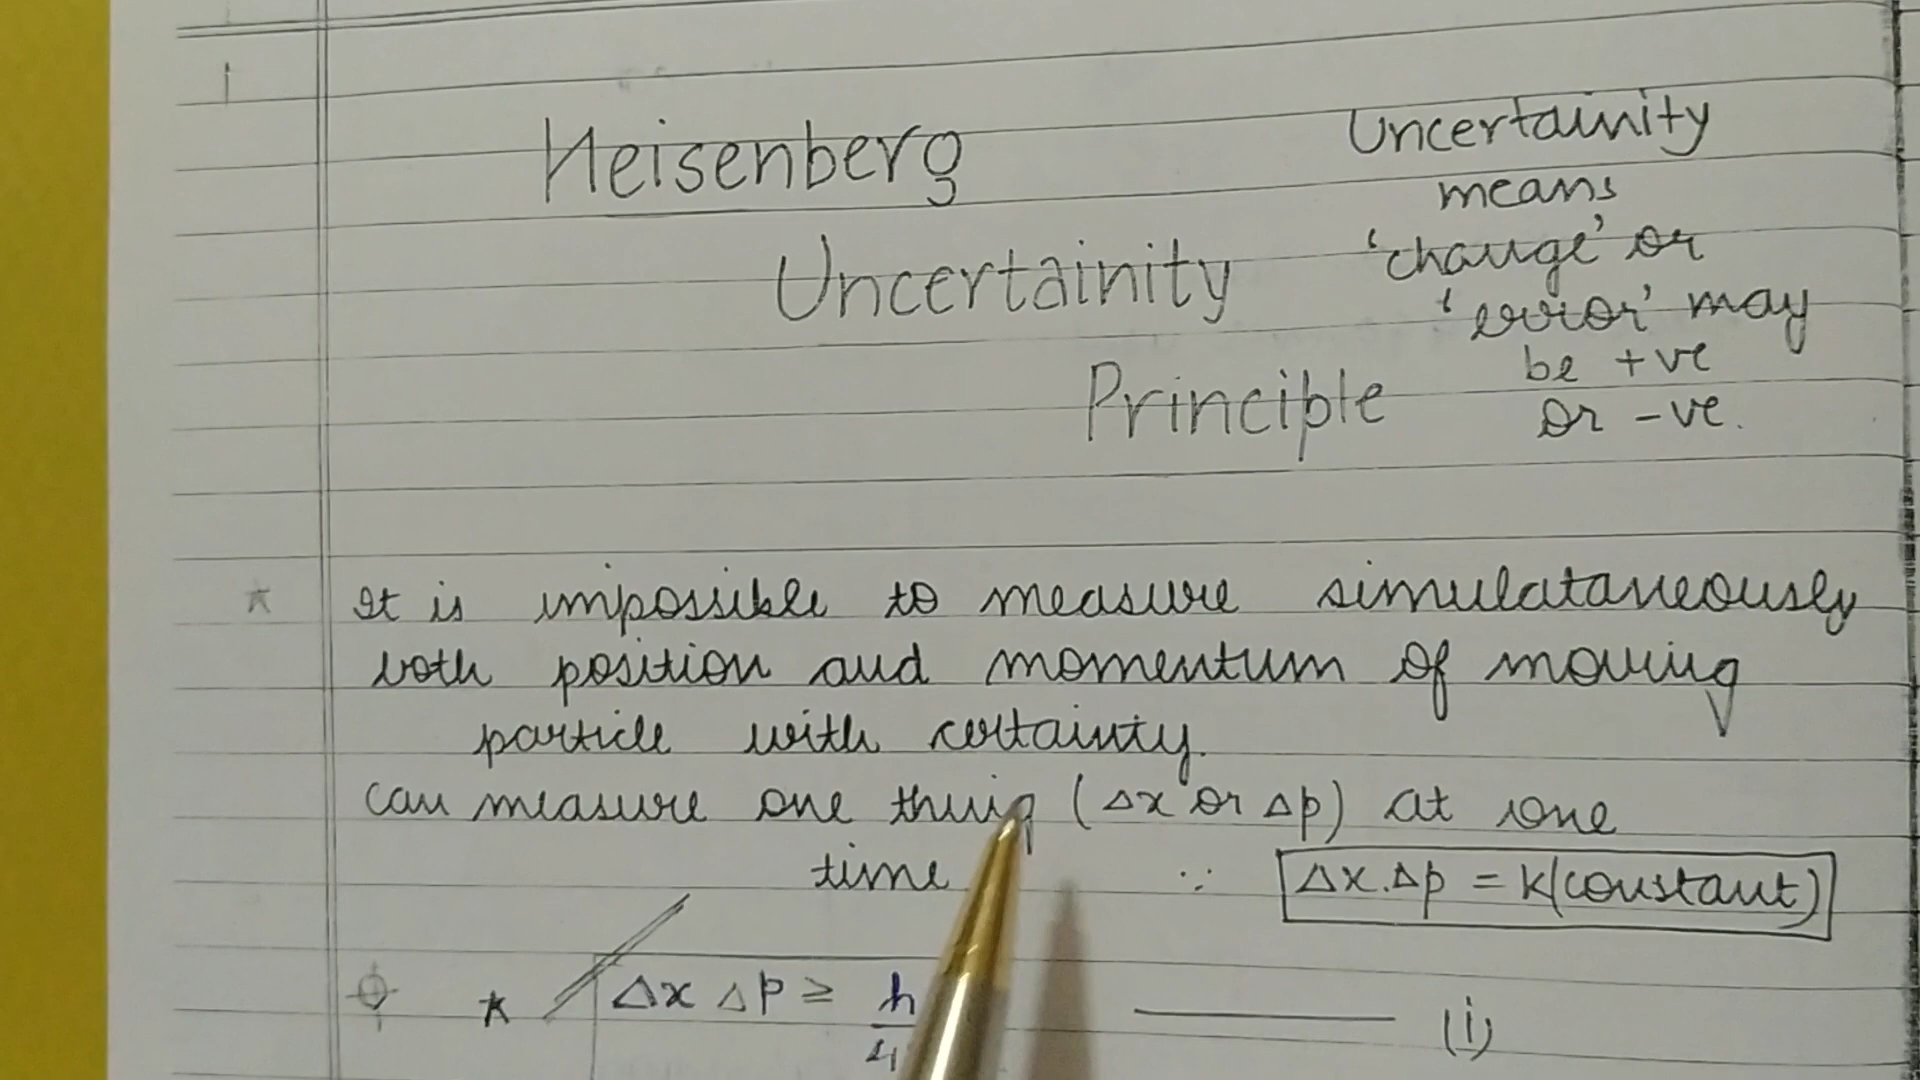 Heisenberg
Uncertainity
Principle
Uncertainity
means
'change' or
'error' may
be +ve
or -ve.
* It is impossible to measure simulataneously
both position and momentum of moving
particle with certainty.
can measure one thing (Δx or Δp) at one
time ∵ Δx.Δp = K(constant)
* Δx Δp ≥ h/4 (i)